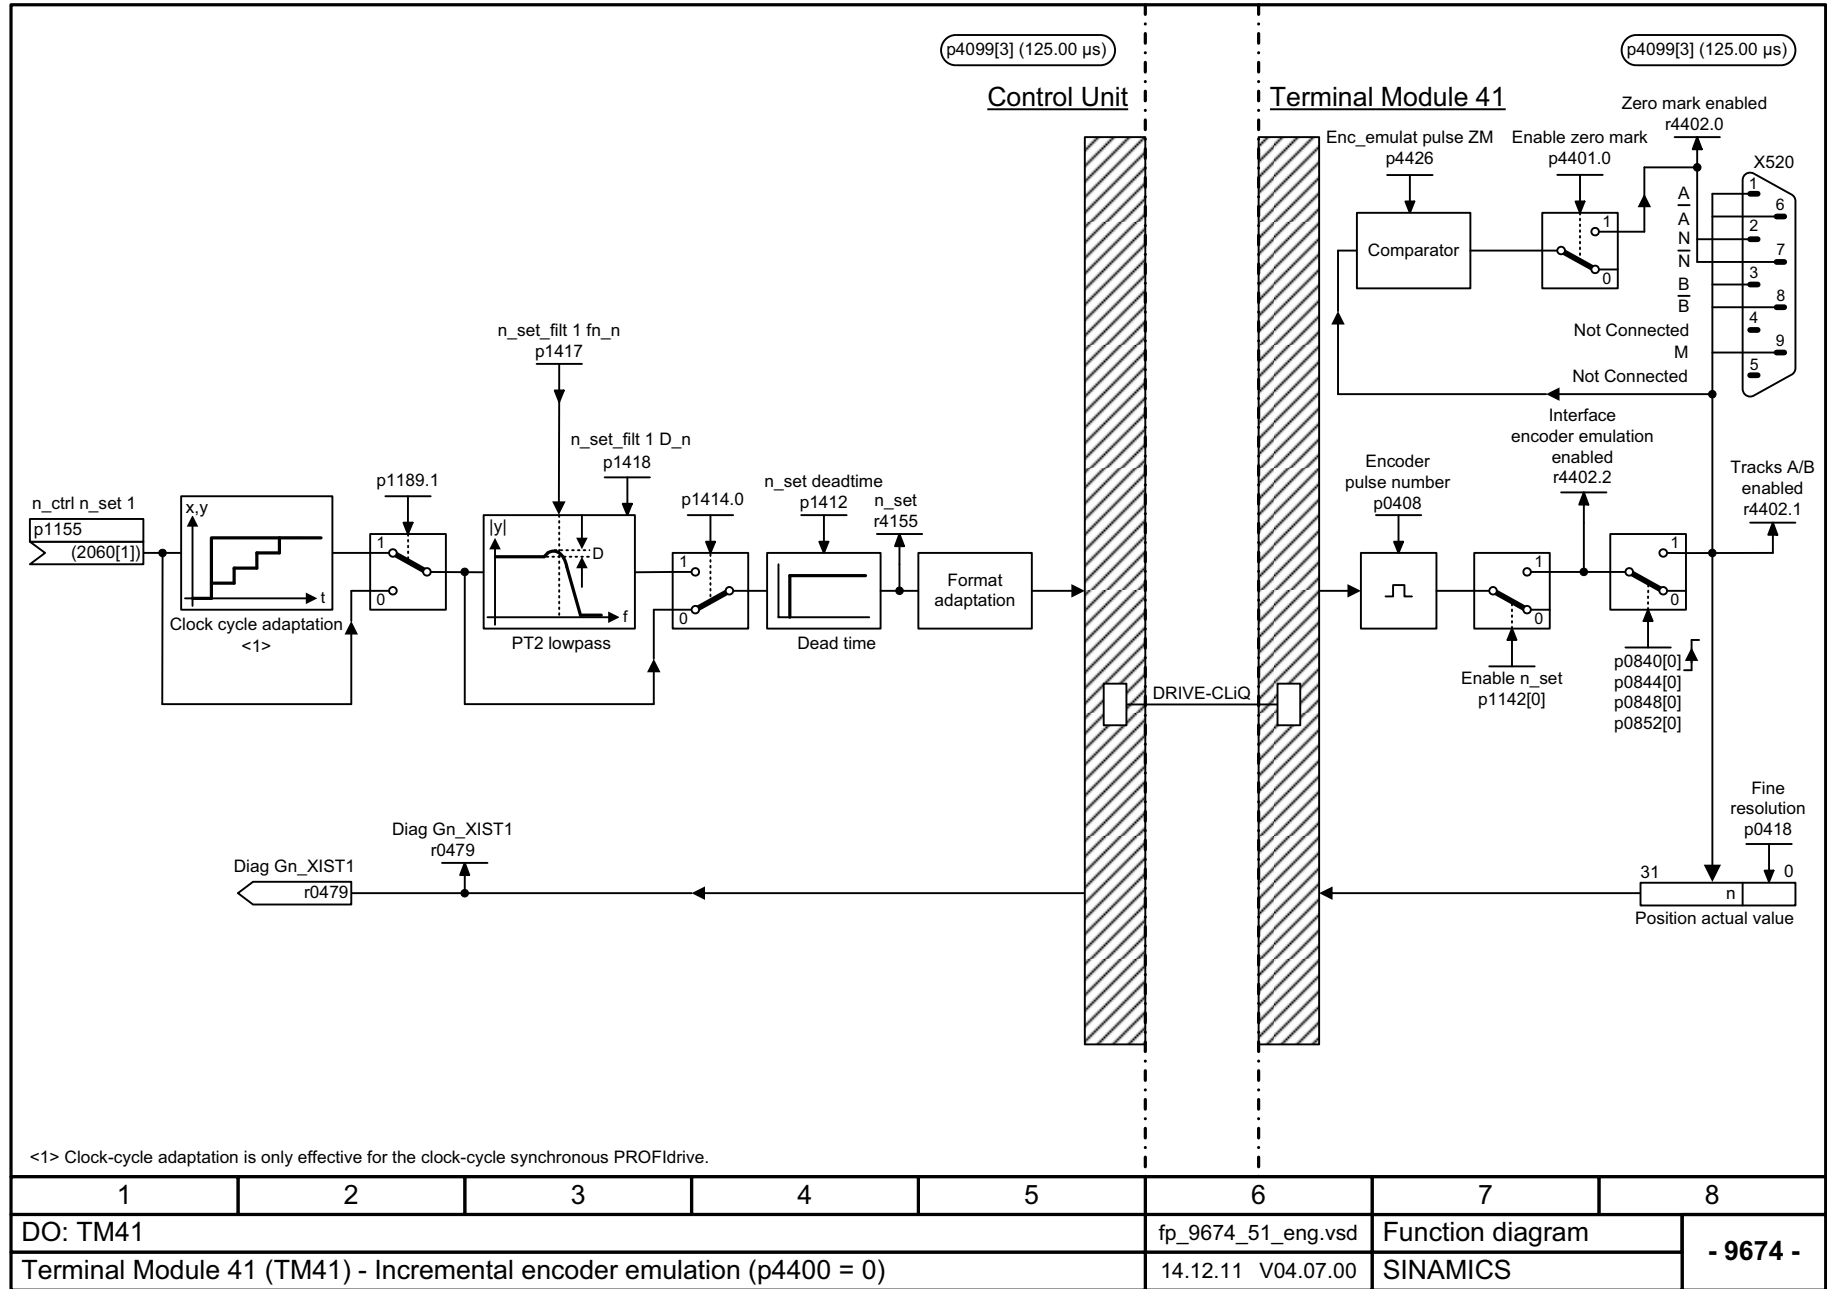 p4099[3] (125.00 µs)
p4099[3] (125.00 µs)
Control Unit
Terminal Module 41
Zero mark enabled
r4402.0
Enc_emulat pulse ZM
p4426
Enable zero mark
p4401.0
X520
Comparator
1
0
A
A
N
N
B
B
Not Connected
M
Not Connected
1
6
2
7
3
8
4
9
5
n_set_filt 1 fn_n
p1417
n_set_filt 1 D_n
p1418
n_ctrl n_set 1
p1155
(2060[1])
x,y
t
Clock cycle adaptation
<1>
p1189.1
1
0
|y|
D
f
PT2 lowpass
p1414.0
1
0
n_set deadtime
p1412
Dead time
n_set
r4155
Format
adaptation
DRIVE-CLiQ
Encoder
pulse number
p0408
Interface
encoder emulation
enabled
r4402.2
1
0
Enable n_set
p1142[0]
1
0
p0840[0]
p0844[0]
p0848[0]
p0852[0]
Tracks A/B
enabled
r4402.1
Diag Gn_XIST1
r0479
Diag Gn_XIST1
r0479
Fine
resolution
p0418
31
0
n
Position actual value
<1> Clock-cycle adaptation is only effective for the clock-cycle synchronous PROFIdrive.
1 2 3 4 5 6 7 8
DO: TM41
fp_9674_51_eng.vsd
Function diagram
- 9674 -
Terminal Module 41 (TM41) - Incremental encoder emulation (p4400 = 0)
14.12.11 V04.07.00
SINAMICS